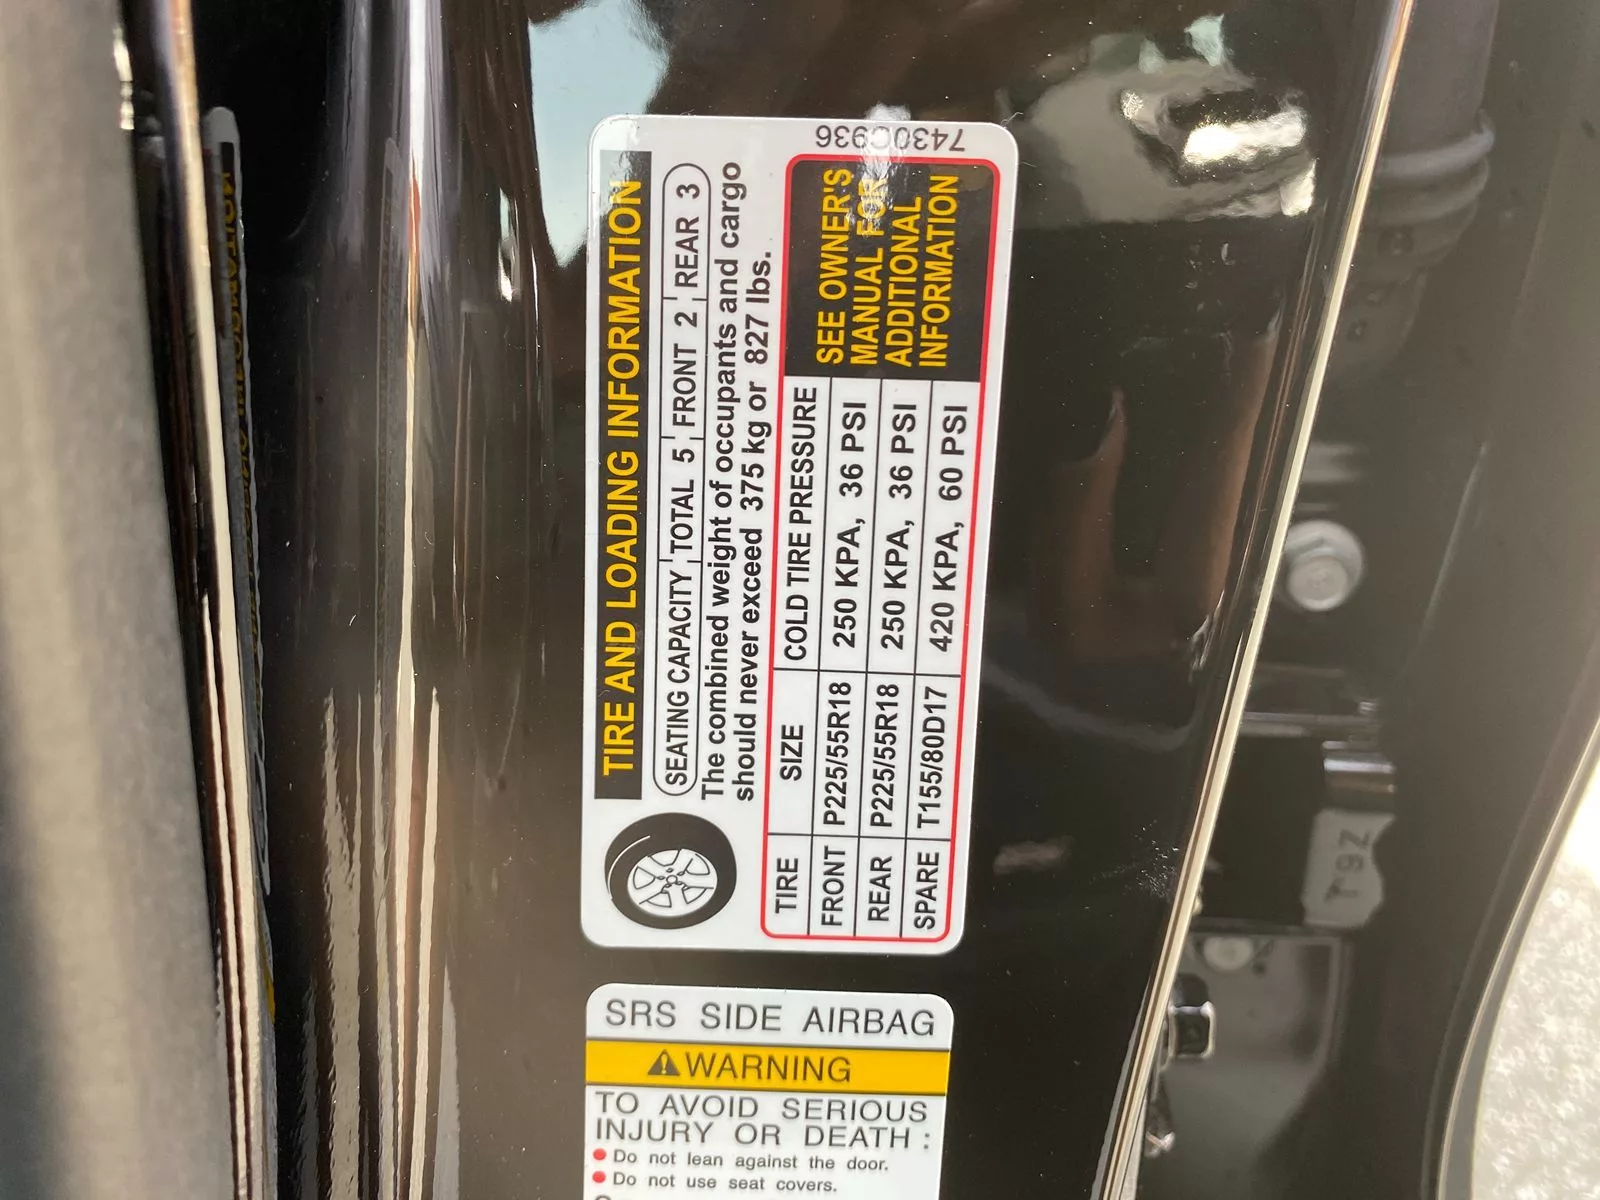 7430C936
TIRE AND LOADING INFORMATION
SEATING CAPACITY TOTAL 5 FRONT 2 REAR 3
The combined weight of occupants and cargo
should never exceed 375 kg or 827 lbs.
TIRE SIZE COLD TIRE PRESSURE
FRONT P225/55R18 250 KPA, 36 PSI
REAR P225/55R18 250 KPA, 36 PSI
SPARE T155/80D17 420 KPA, 60 PSI
SEE OWNER'S
MANUAL FOR
ADDITIONAL
INFORMATION
SRS SIDE AIRBAG
WARNING
TO AVOID SERIOUS
INJURY OR DEATH :
• Do not lean against the door.
• Do not use seat covers.